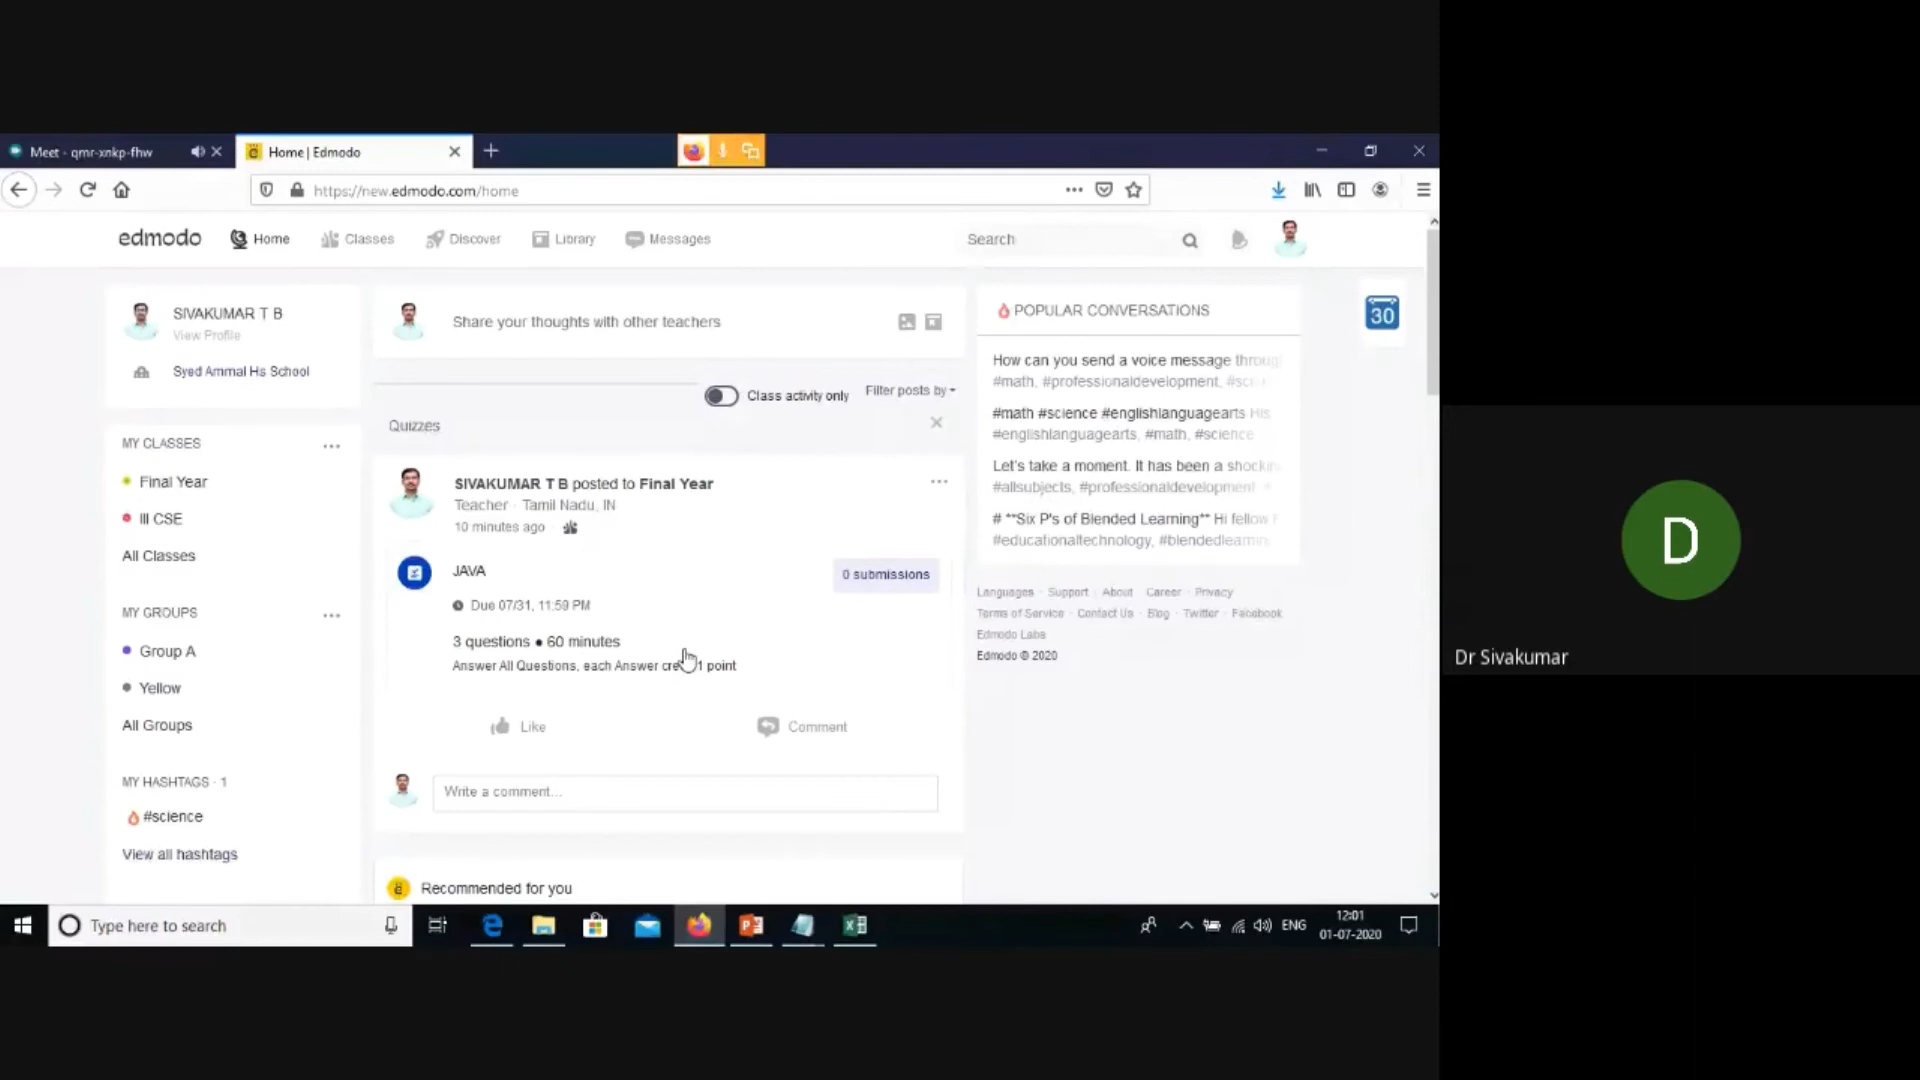 Meet - qmr-xnkp-fhw
Home | Edmodo
https://new.edmodo.com/home
edmodo
Home
Classes
Discover
Library
Messages
Search
SIVAKUMAR T B
View Profile
Syed Ammal Hs School
MY CLASSES
Final Year
III CSE
All Classes
MY GROUPS
Group A
Yellow
All Groups
MY HASHTAGS · 1
#science
View all hashtags
Share your thoughts with other teachers
Class activity only
Filter posts by
Quizzes
SIVAKUMAR T B posted to Final Year
Teacher · Tamil Nadu, IN
10 minutes ago
JAVA
0 submissions
Due 07/31, 11:59 PM
3 questions ● 60 minutes
Answer All Questions, each Answer 1 point
Like
Comment
Write a comment...
ë Recommended for you
POPULAR CONVERSATIONS
How can you send a voice message
#math, #professionaldevelopment,
#math #science #englishlanguagearts
#englishlanguagearts, #math, #science
Let's take a moment. It has been a
#allsubjects, #professionaldevelopment
# **Six P's of Blended Learning** Hi fellow
#educationaltechnology,
Languages · Support · About · Career · Privacy
Terms of Service · Contact Us · Blog · Twitter · Facebook
Edmodo Labs
Edmodo © 2020
30
D
Dr Sivakumar
Type here to search
ENG
12:01
01-07-2020